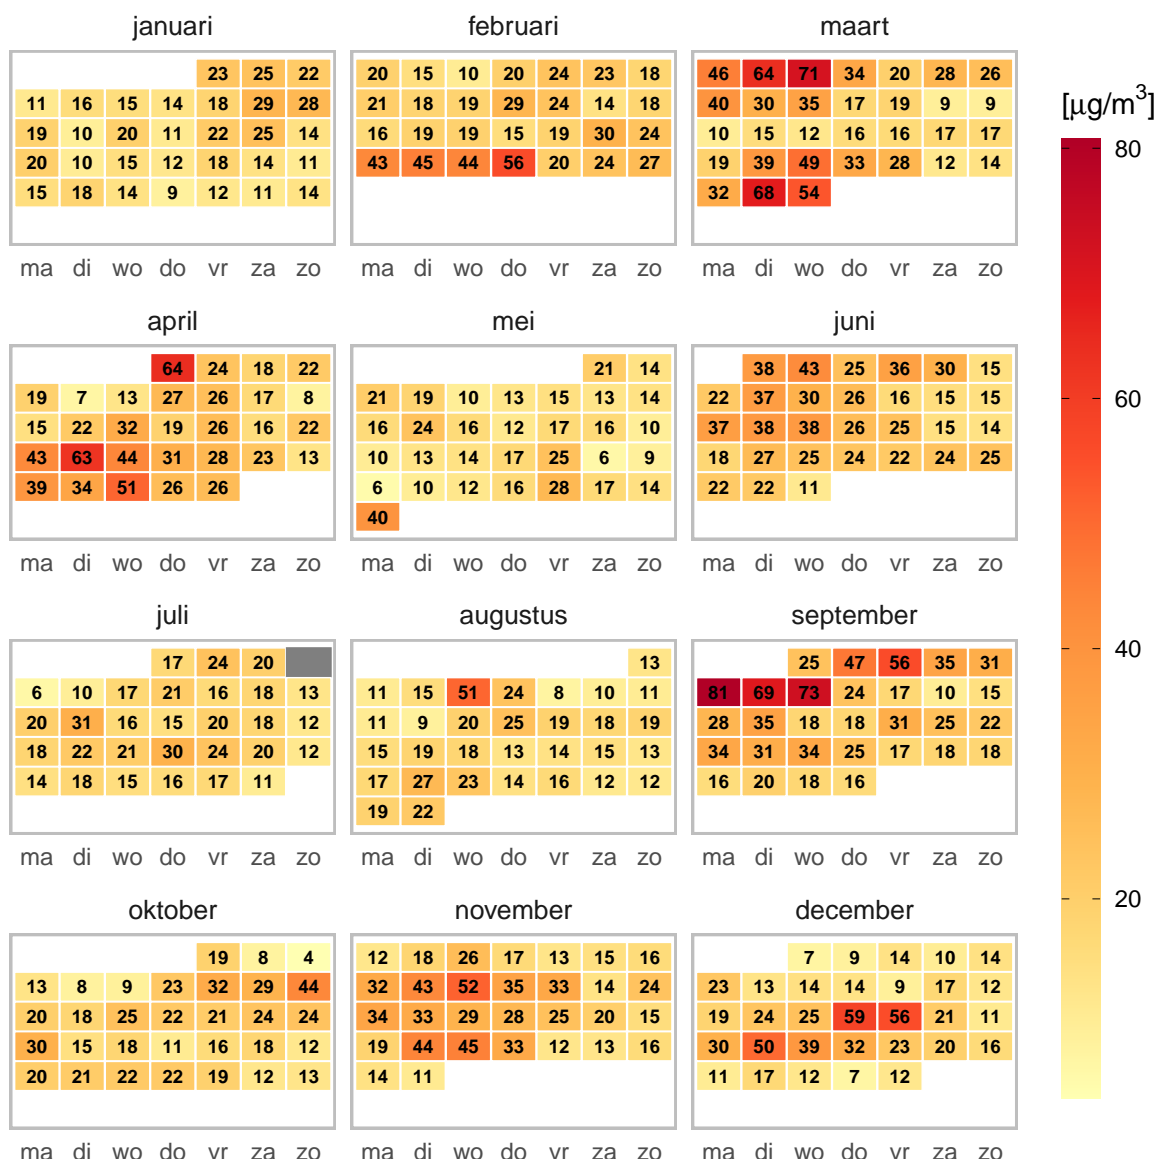 januari februari maart
23 25 22 20 15 10 20 24 23 18 46 64 71 34 20 28 26
11 16 15 14 18 29 28 21 18 19 29 24 14 18 40 30 35 17 19 9 9
19 10 20 11 22 25 14 16 19 19 15 19 30 24 10 15 12 16 16 17 17
20 10 15 12 18 14 11 43 45 44 56 20 24 27 19 39 49 33 28 12 14
15 18 14 9 12 11 14 32 68 54
ma di wo do vr za zo ma di wo do vr za zo ma di wo do vr za zo
april mei juni
64 24 18 22 21 14 38 43 25 36 30 15
19 7 13 27 26 17 8 21 19 10 13 15 13 14 22 37 30 26 16 15 15
15 22 32 19 26 16 22 16 24 16 12 17 16 10 37 38 38 26 25 15 14
43 63 44 31 28 23 13 10 13 14 17 25 6 9 18 27 25 24 22 24 25
39 34 51 26 26 6 10 12 16 28 17 14 22 22 11
40
ma di wo do vr za zo ma di wo do vr za zo ma di wo do vr za zo
juli augustus september
17 24 20 13 25 47 56 35 31
6 10 17 21 16 18 13 11 15 51 24 8 10 11 81 69 73 24 17 10 15
20 31 16 15 20 18 12 11 9 20 25 19 18 19 28 35 18 18 31 25 22
18 22 21 30 24 20 12 15 19 18 13 14 15 13 34 31 34 25 17 18 18
14 18 15 16 17 11 17 27 23 14 16 12 12 16 20 18 16
19 22
ma di wo do vr za zo ma di wo do vr za zo ma di wo do vr za zo
oktober november december
19 8 4 12 18 26 17 13 15 16 7 9 14 10 14
13 8 9 23 32 29 44 32 43 52 35 33 14 24 23 13 14 14 9 17 12
20 18 25 22 21 24 24 34 33 29 28 25 20 15 19 24 25 59 56 21 11
30 15 18 11 16 18 12 19 44 45 33 12 13 16 30 50 39 32 23 20 16
20 21 22 22 19 12 13 14 11 11 17 12 7 12
ma di wo do vr za zo ma di wo do vr za zo ma di wo do vr za zo
[µg/m³]
80
60
40
20